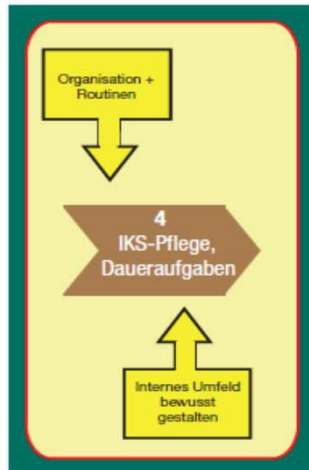 Organisation +
Routinen
4
IKS-Pflege,
Daueraufgaben
Internes Umfeld
bewusst
gestalten